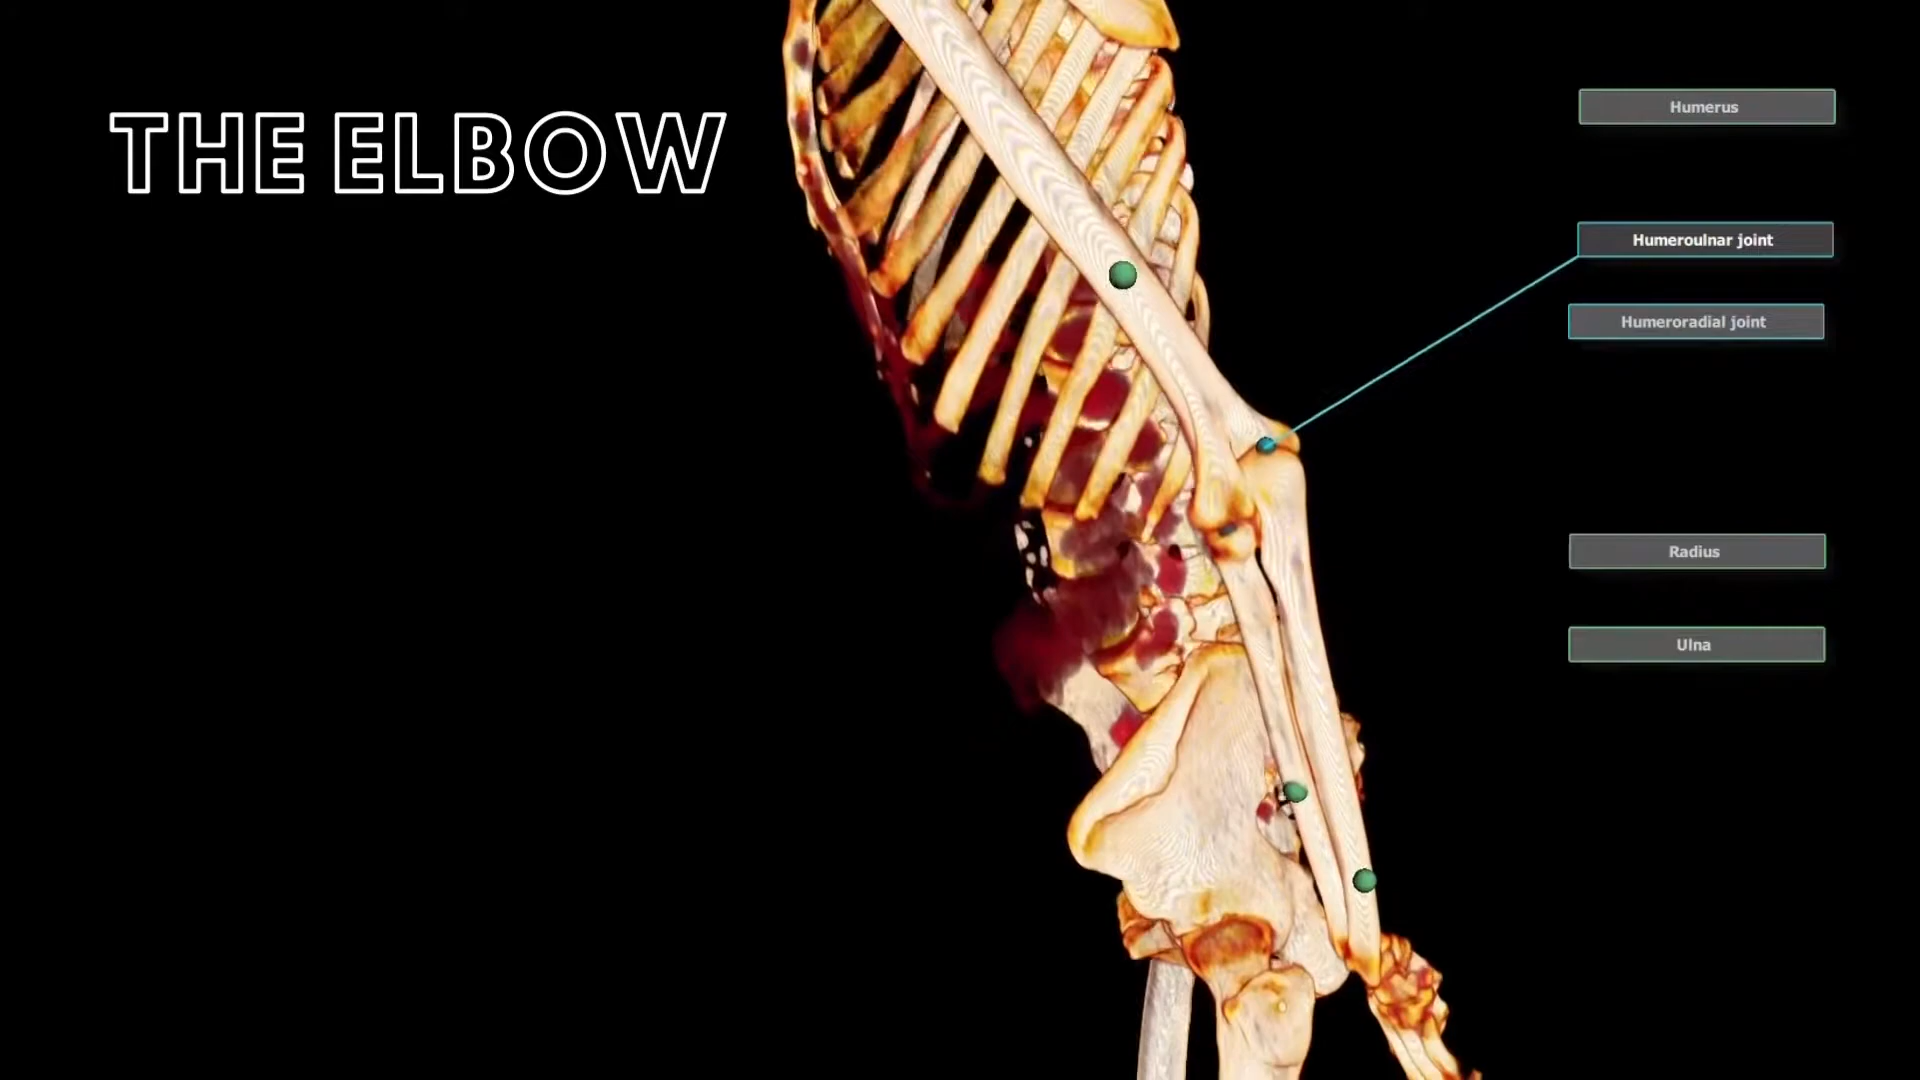 THE ELBOW
Humerus
Humeroulnar joint
Humeroradial joint
Radius
Ulna